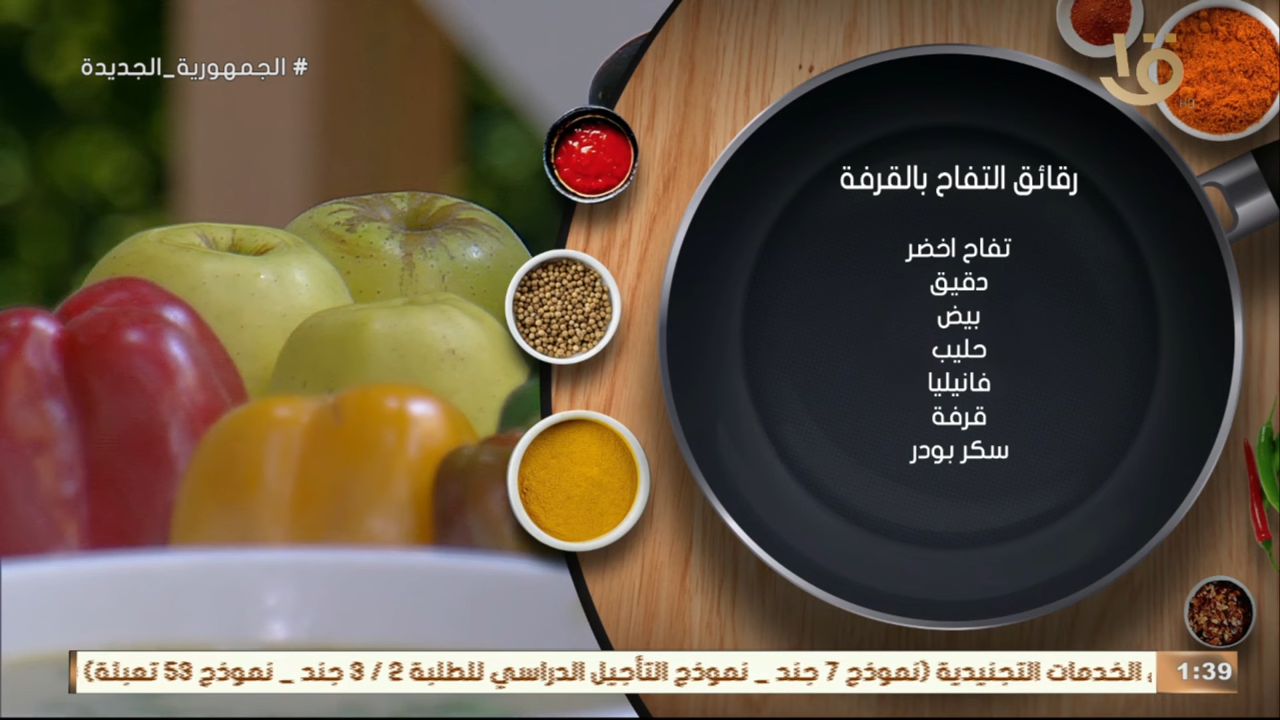 # الجمهورية_الجديدة
رقائق التفاح بالقرفة
تفاح اخضر
دقيق
بيض
حليب
فانيليا
قرفة
سكر بودر
الخدمات التجنيدية (نموذج 7 جند _ نموذج التأجيل الدراسي للطلبة 2 / 3 جند _ نموذج 53 تعبئة)
1:39